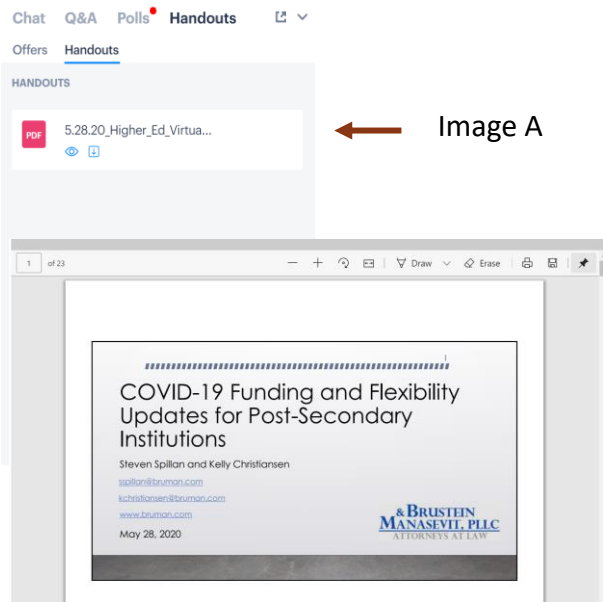 Chat Q&A Polls Handouts
Offers Handouts
HANDOUTS
PDF 5.28.20_Higher_Ed_Virtua...
Image A
1 of 23 Draw Erase
1
COVID-19 Funding and Flexibility
Updates for Post-Secondary
Institutions
Steven Spillan and Kelly Christiansen
sspillan@bruman.com
kchristiansen@bruman.com
www.bruman.com
May 28, 2020
& BRUSTEIN
MANASEVIT, PLLC
ATTORNEYS AT LAW